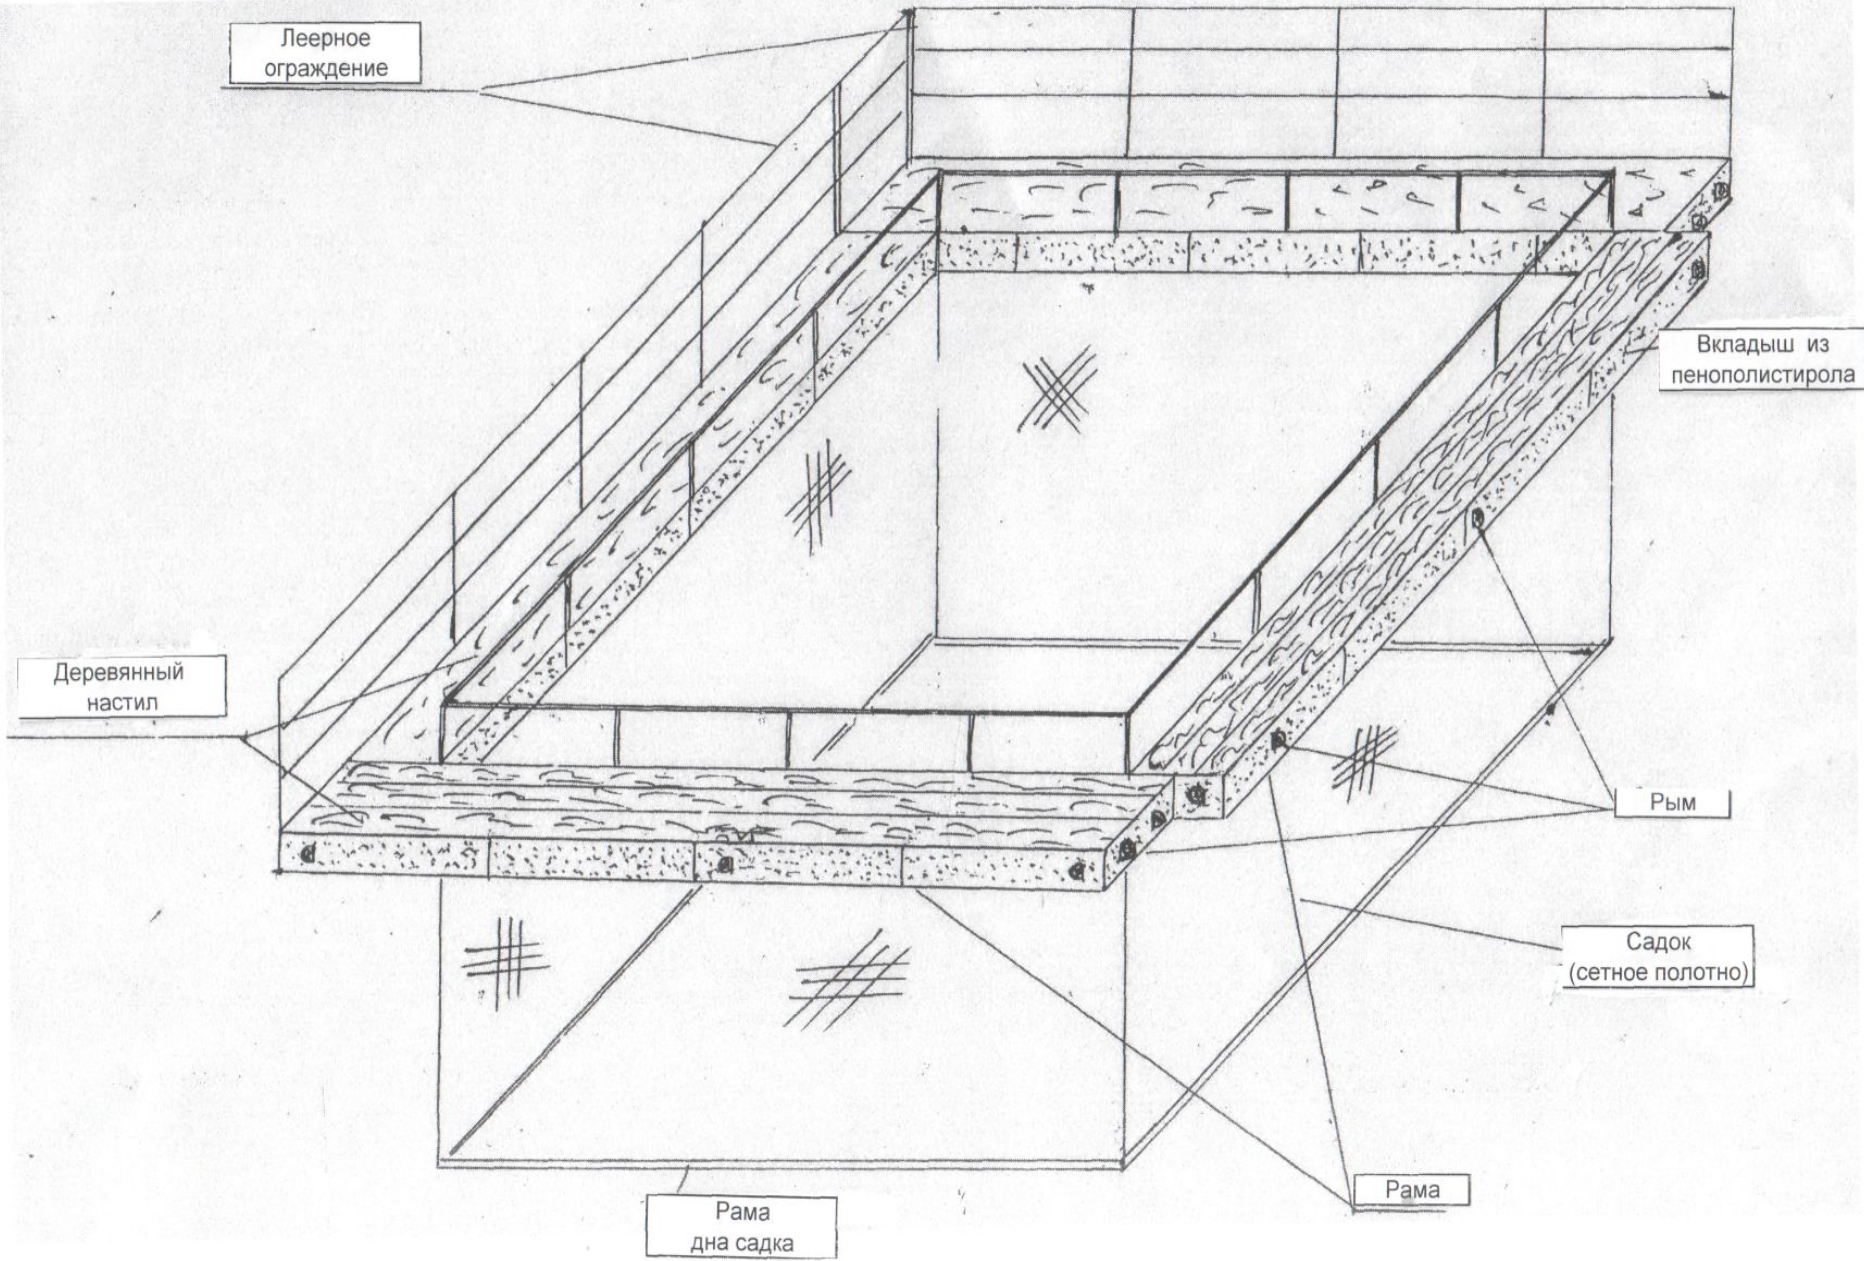 Леерное
ограждение
Вкладыш из
пенополистирола
Деревянный
настил
Рым
Садок
(сетное полотно)
Рама
Рама
дна садка